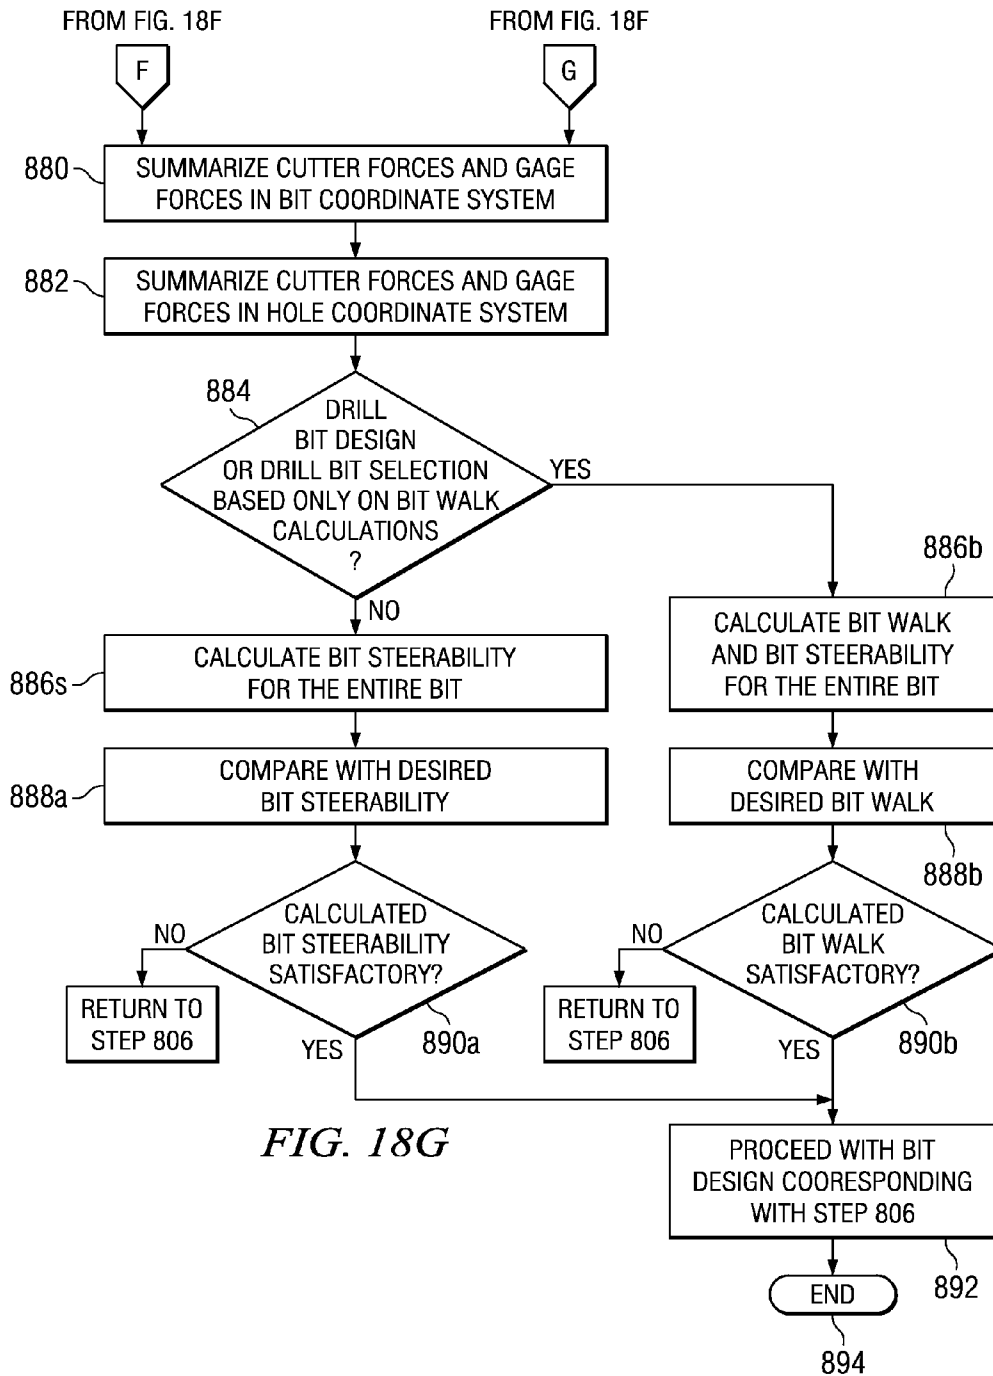 FROM FIG. 18F
FROM FIG. 18F
F
G
880
SUMMARIZE CUTTER FORCES AND GAGE
FORCES IN BIT COORDINATE SYSTEM
882
SUMMARIZE CUTTER FORCES AND GAGE
FORCES IN HOLE COORDINATE SYSTEM
884
DRILL
BIT DESIGN
OR DRILL BIT SELECTION
BASED ONLY ON BIT WALK
CALCULATIONS
?
YES
NO
886s
CALCULATE BIT STEERABILITY
FOR THE ENTIRE BIT
886b
CALCULATE BIT WALK
AND BIT STEERABILITY
FOR THE ENTIRE BIT
888a
COMPARE WITH DESIRED
BIT STEERABILITY
COMPARE WITH
DESIRED BIT WALK
888b
CALCULATED
BIT STEERABILITY
SATISFACTORY?
NO
RETURN TO
STEP 806
YES
890a
CALCULATED
BIT WALK
SATISFACTORY?
NO
RETURN TO
STEP 806
YES
890b
FIG. 18G
PROCEED WITH BIT
DESIGN COORESPONDING
WITH STEP 806
892
END
894